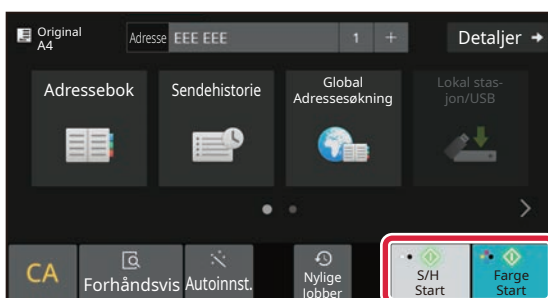 Original
A4
Adresse EEE EEE 1 +
Detaljer
Adressebok
Sendehistorie
Global
Adressesøkning
Lokal stas-
jon/USB
CA
Forhåndsvis
Autoinnst.
Nylige
lobber
S/H
Start
Farge
Start